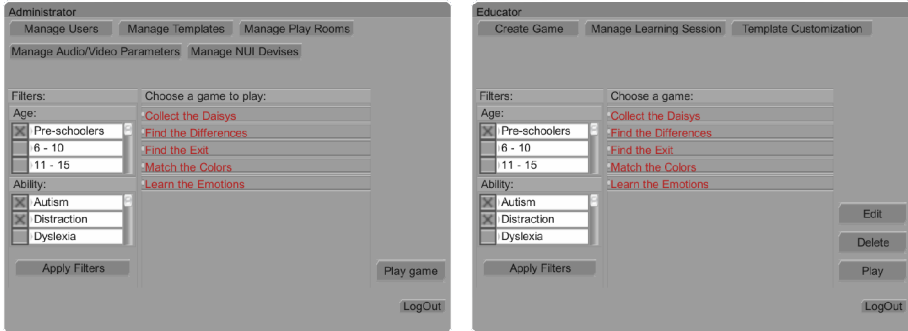 Administrator
Manage Users Manage Templates Manage Play Rooms
Manage Audio/Video Parameters Manage NUI Devises
Filters: Choose a game to play:
Age:
Collect the Daisys
Pre-schoolers
Find the Differences
6 - 10
Find the Exit
11 - 15
Match the Colors
Ability:
Learn the Emotions
Autism
Distraction
Dyslexia
Apply Filters
Play game
LogOut
Educator
Create Game Manage Learning Session Template Customization
Filters: Choose a game:
Age:
Collect the Daisys
Pre-schoolers
Find the Differences
6 - 10
Find the Exit
11 - 15
Match the Colors
Ability:
Learn the Emotions
Autism
Distraction
Dyslexia
Edit
Delete
Apply Filters
Play
LogOut